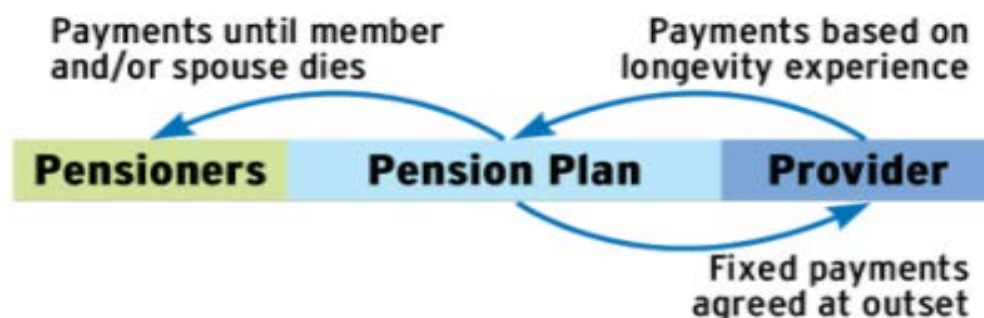 Payments until member
and/or spouse dies
Payments based on
longevity experience
Pensioners
Pension Plan
Provider
Fixed payments
agreed at outset